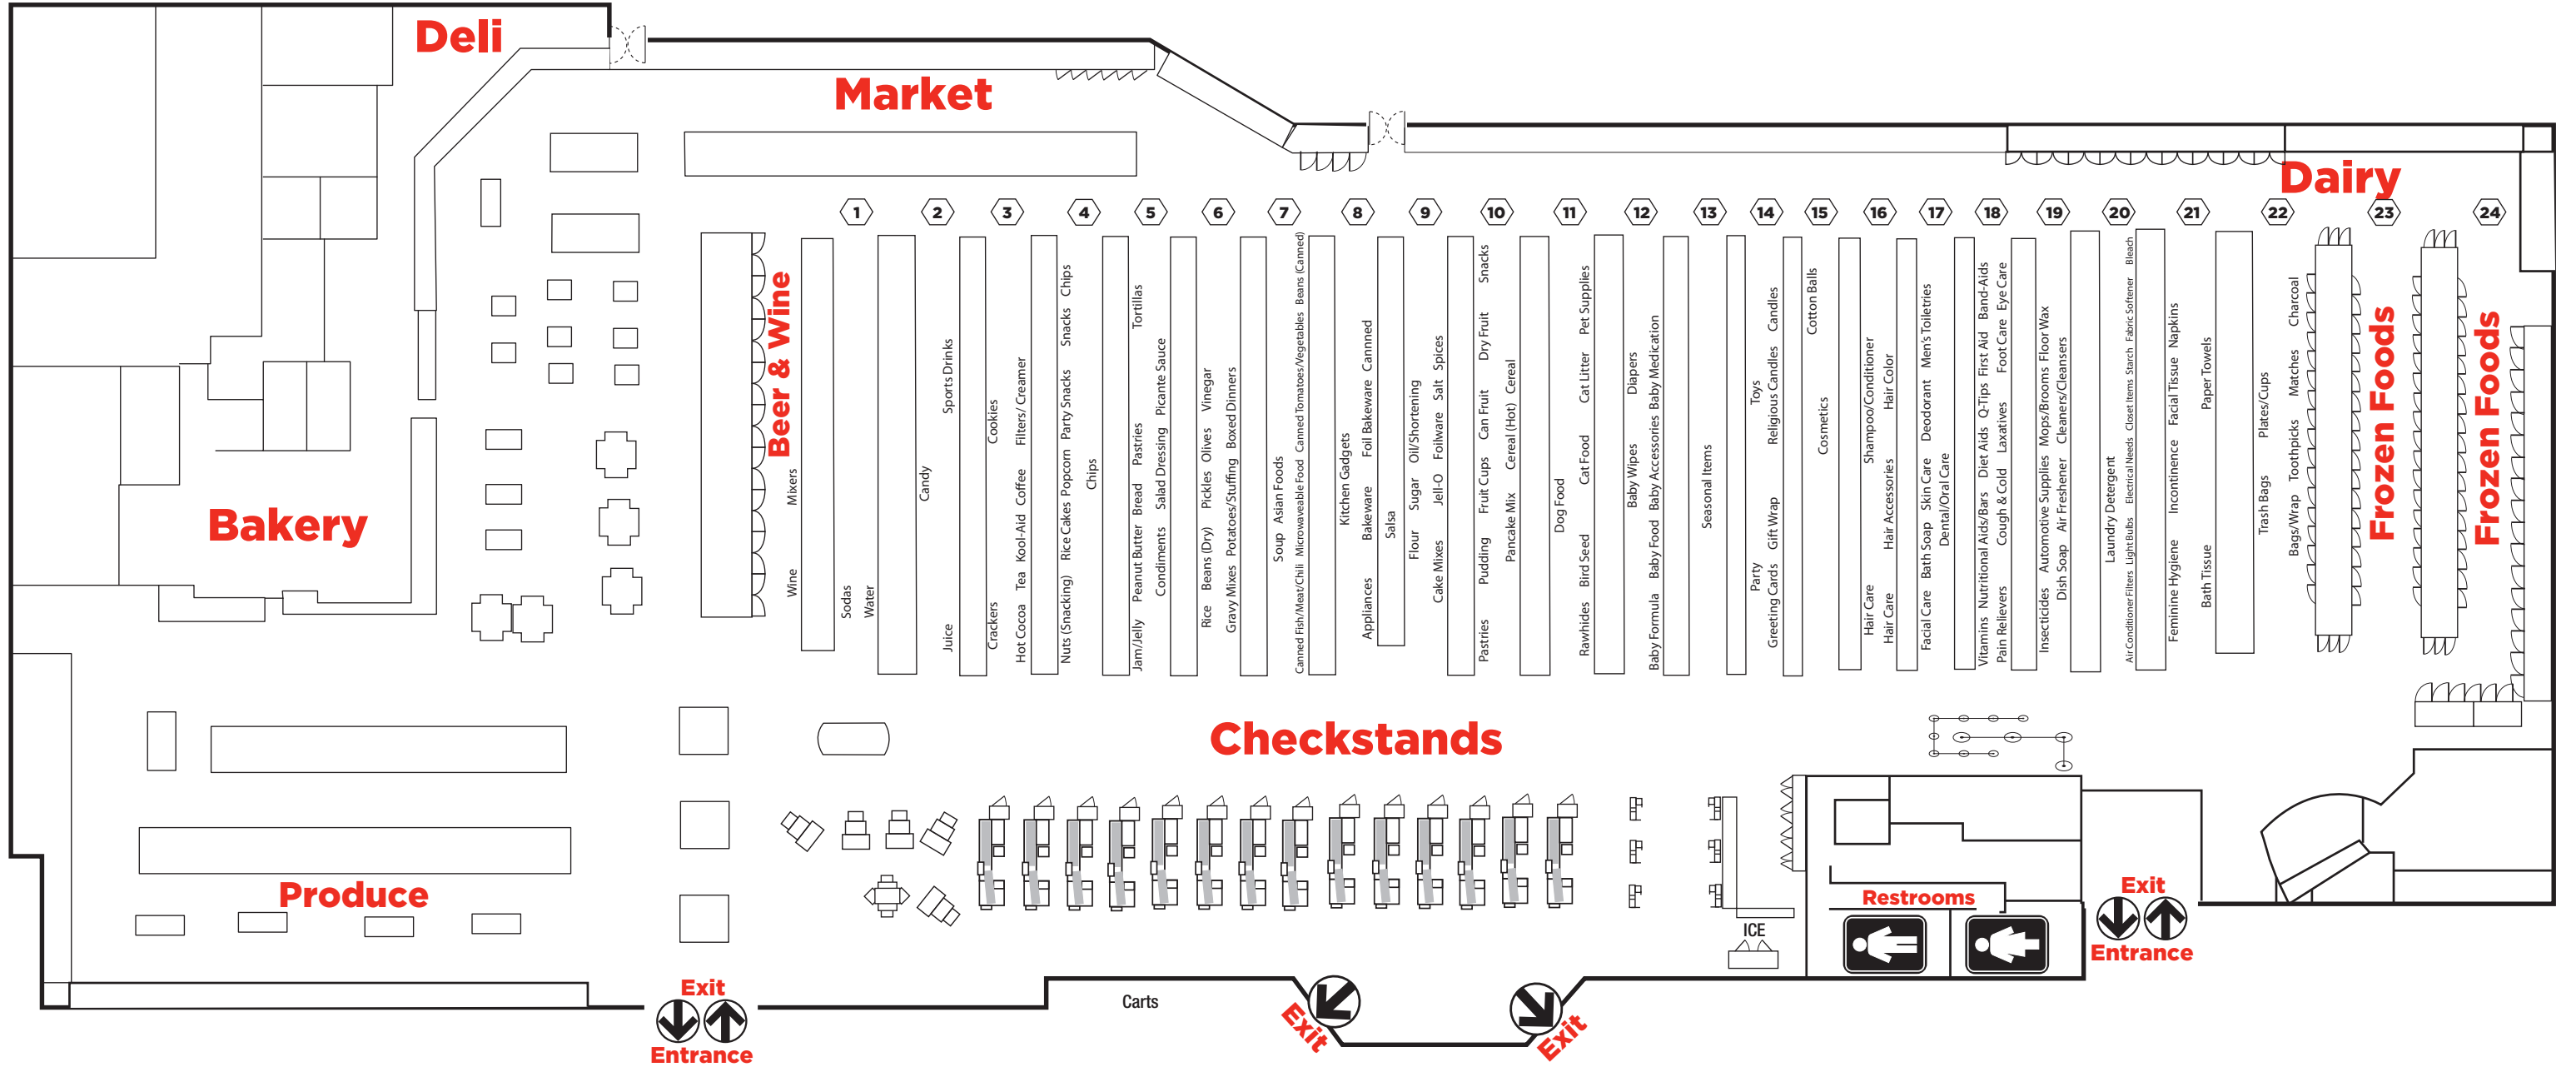 Deli
Market
Dairy
1 2 3 4 5 6 7 8 9 10 11 12 13 14 15 16 17 18 19 20 21 22 23 24
Beer & Wine
Wine Mixers
Sodas
Water
Candy
Juice Sports Drinks
Crackers Cookies
Hot Cocoa Tea Kool-Aid Coffee Filters/ Creamer
Nuts (Snacking) Rice Cakes Popcorn Party Snacks Snacks Chips
Chips
Jam/Jelly Peanut Butter Bread Pastries Tortillas
Condiments Salad Dressing Picante Sauce
Rice Beans (Dry) Pickles Olives Vinegar
Gravy Mixes Potatoes/Stuffing Boxed Dinners
Soup Asian Foods
Canned Fish/Meat/Chili Microwaveable Food Canned Tomatoes/Vegetables Beans (Canned)
Kitchen Gadgets
Appliances Bakeware Foil Bakeware Cannned
Salsa
Flour Sugar Oil/Shortening
Cake Mixes Jell-O Foilware Salt Spices
Pastries Pudding Fruit Cups Can Fruit Dry Fruit Snacks
Pancake Mix Cereal (Hot) Cereal
Dog Food
Rawhides Bird Seed Cat Food Cat Litter Pet Supplies
Baby Wipes Diapers
Baby Formula Baby Food Baby Accessories Baby Medication
Seasonal Items
Party Toys
Greeting Cards Gift Wrap Religious Candles Candles
Cotton Balls
Cosmetics
Hair Care Shampoo/Conditioner
Hair Care Hair Accessories Hair Color
Facial Care Bath Soap Skin Care Deodorant Men's Toiletries
Dental/Oral Care
Vitamins Nutritional Aids/Bars Diet Aids Q-Tips First Aid Band-Aids
Pain Relievers Cough & Cold Laxatives Foot Care Eye Care
Insecticides Automotive Supplies Mops/Brooms Floor Wax
Dish Soap Air Freshener Cleaners/Cleansers
Laundry Detergent
Air Conditioner Filters Light Bulbs Electrical Needs Closet Items Starch Fabric Softener Bleach
Feminine Hygiene Incontinence Facial Tissue Napkins
Bath Tissue Paper Towels
Trash Bags Plates/Cups
Bags/Wrap Toothpicks Matches Charcoal
Frozen Foods
Frozen Foods
Bakery
Checkstands
Produce
Restrooms
ICE
Exit
Entrance
Exit
Entrance
Carts
Exit
Exit